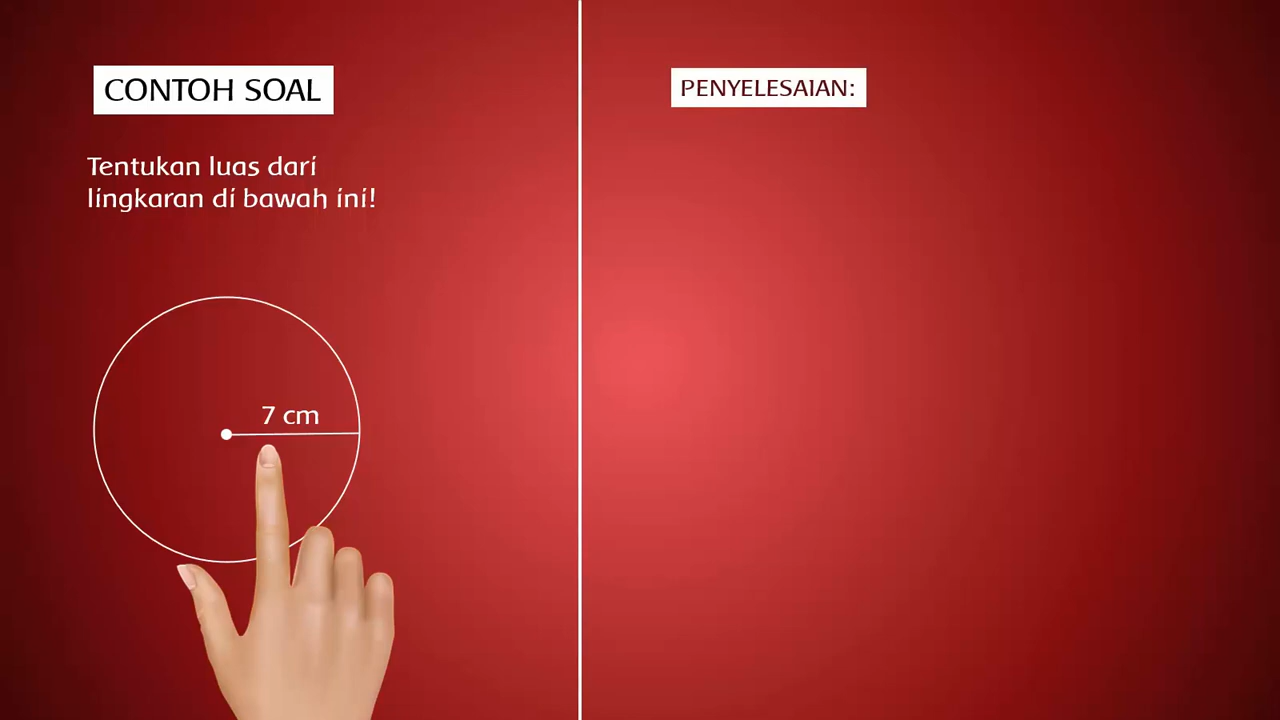 CONTOH SOAL
Tentukan luas dari
lingkaran di bawah ini!
7 cm
PENYELESAIAN: